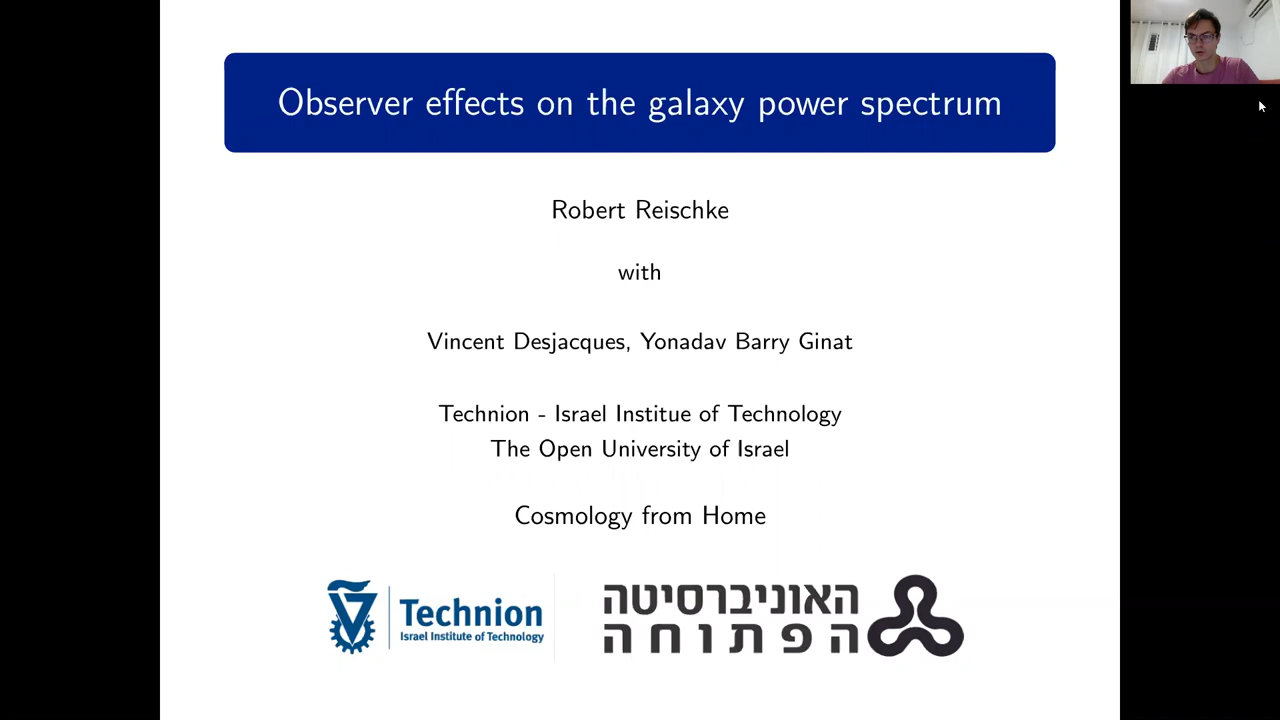 Observer effects on the galaxy power spectrum
Robert Reischke
with
Vincent Desjacques, Yonadav Barry Ginat
Technion - Israel Institue of Technology
The Open University of Israel
Cosmology from Home
Technion
Israel Institute of Technology
האוניברסיטה
הפתוחה